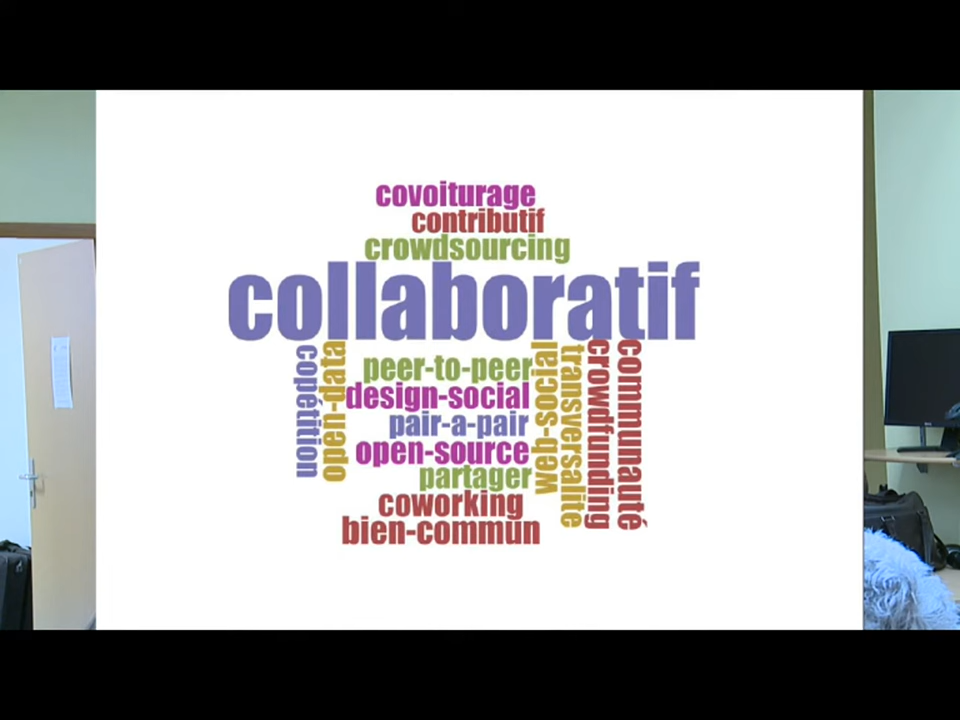 covoiturage
contributif
crowdsourcing
collaboratif
copétition
open-data
peer-to-peer
design-social
pair-a-pair
open-source
partager
coworking
bien-commun
web-social
transversalite
crowdfunding
communauté